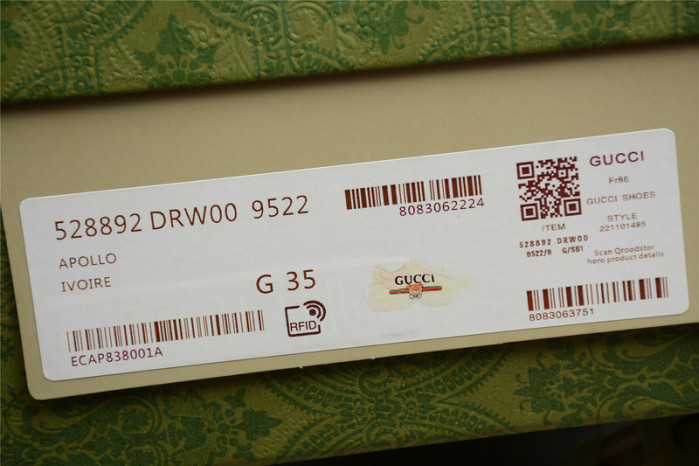 528892 DRW00 9522
8083062224
APOLLO
IVOIRE
G 35
RFID
ECAP838001A
GUCCI
GUCCI
Fr86
GUCCI SHOES
STYLE
221101485
ITEM
528892 DRW00
9522/8 G/S81
Scan Qroodster
hore product details
8083063751